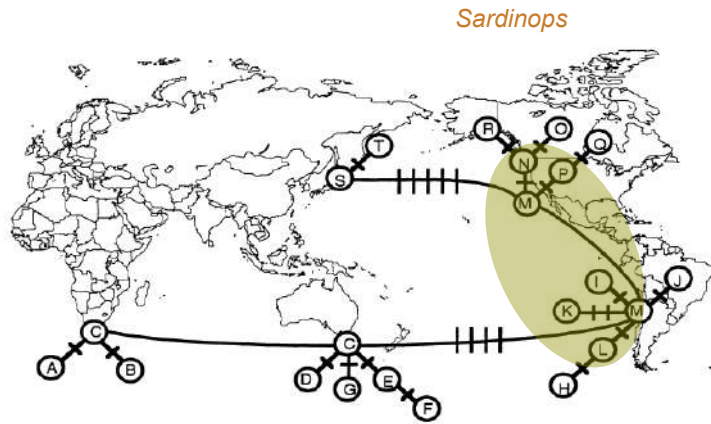 Sardinops
R O Q
T N P
S M
I J
K M
C L
C
A B D G E H
F